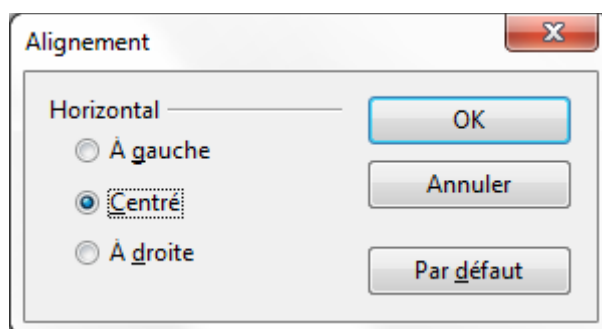 Alignement
Horizontal
À gauche
Centré
À droite
OK
Annuler
Par défaut